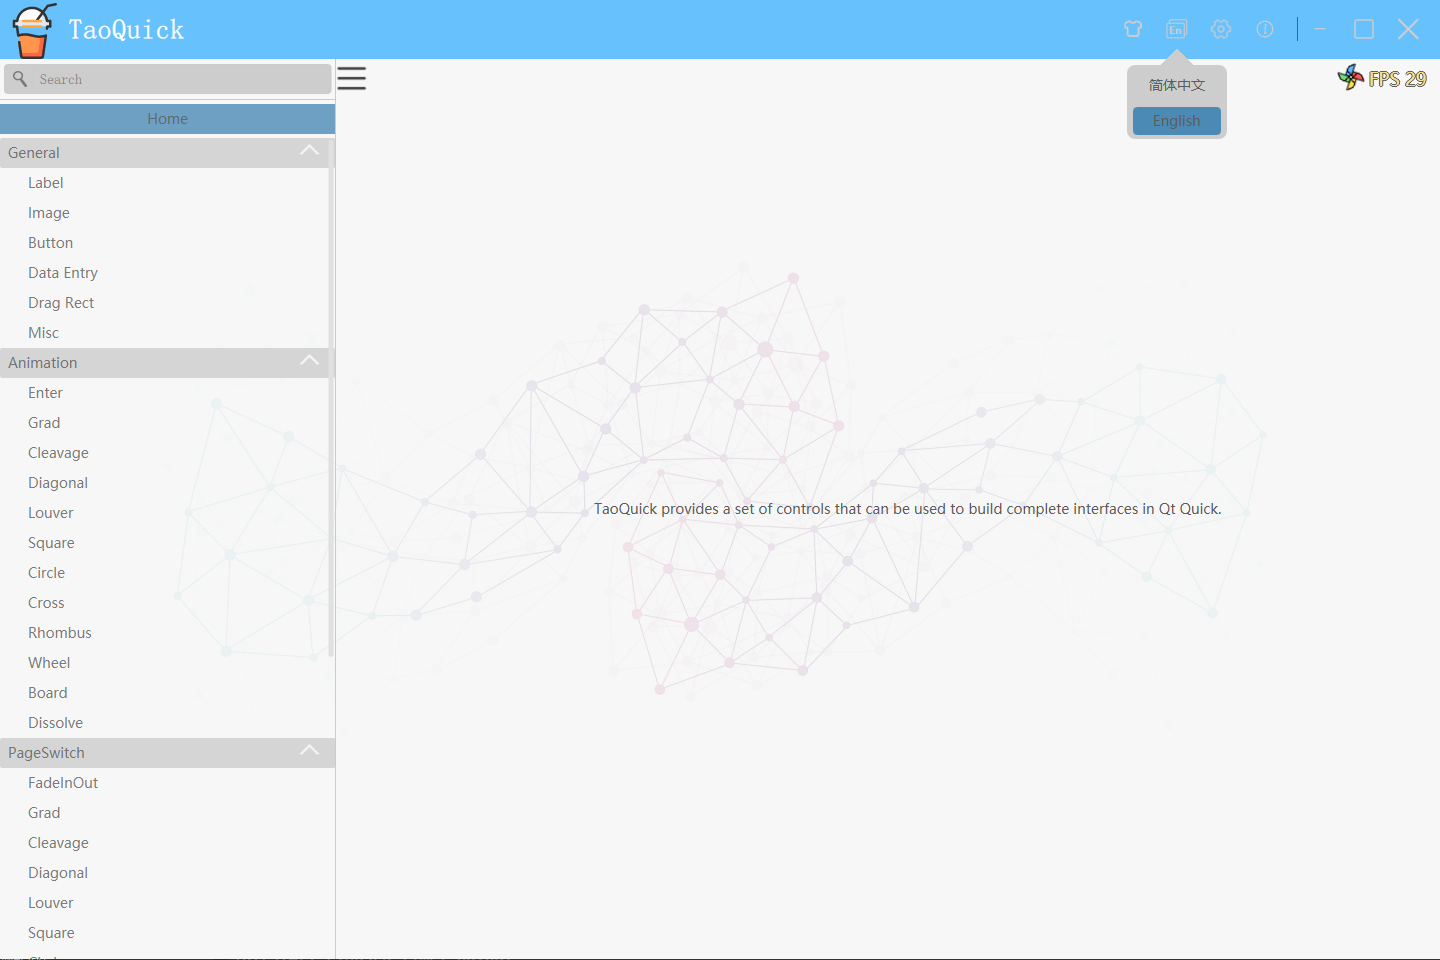 TaoQuick
En
Search
FPS 29
简体中文
English
Home
General
Label
Image
Button
Data Entry
Drag Rect
Misc
Animation
Enter
Grad
Cleavage
Diagonal
Louver
Square
Circle
Cross
Rhombus
Wheel
Board
Dissolve
PageSwitch
FadeInOut
Grad
Cleavage
Diagonal
Louver
Square
TaoQuick provides a set of controls that can be used to build complete interfaces in Qt Quick.